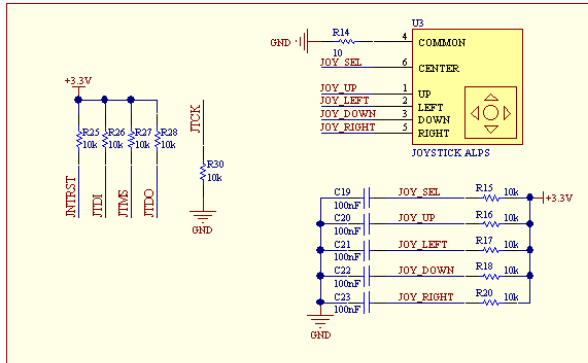 U3
R14
GND
10
4
COMMON
JOY_SEL
6
CENTER
JOY_UP
1
UP
JOY_LEFT
2
LEFT
JOY_DOWN
3
DOWN
JOY_RIGHT
5
RIGHT
JOYSTICK ALPS
+3.3V
R25 R26 R27 R28
10k 10k 10k 10k
JNTRST
JTDI
JTMS
JTDO
JTCK
R30
10k
GND
C19 JOY_SEL R15 10k
100nF
+3.3V
C20 JOY_UP R16 10k
100nF
C21 JOY_LEFT R17 10k
100nF
C22 JOY_DOWN R18 10k
100nF
C23 JOY_RIGHT R20 10k
100nF
GND